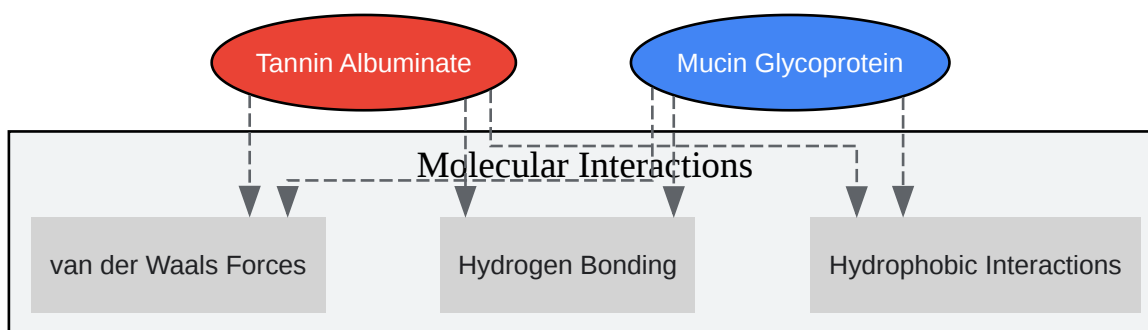 Tannin Albuminate
Mucin Glycoprotein
Molecular Interactions
van der Waals Forces
Hydrogen Bonding
Hydrophobic Interactions